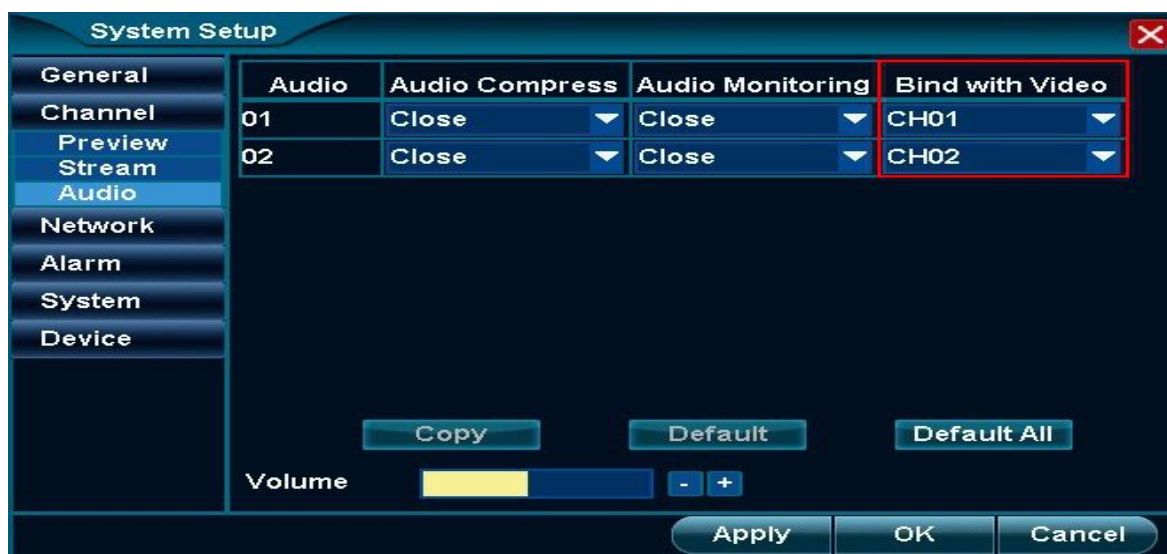 System Setup
General
Channel
Preview
Stream
Audio
Network
Alarm
System
Device
Audio Audio Compress Audio Monitoring Bind with Video
01 Close Close CH01
02 Close Close CH02
Copy Default Default All
Volume - +
Apply OK Cancel